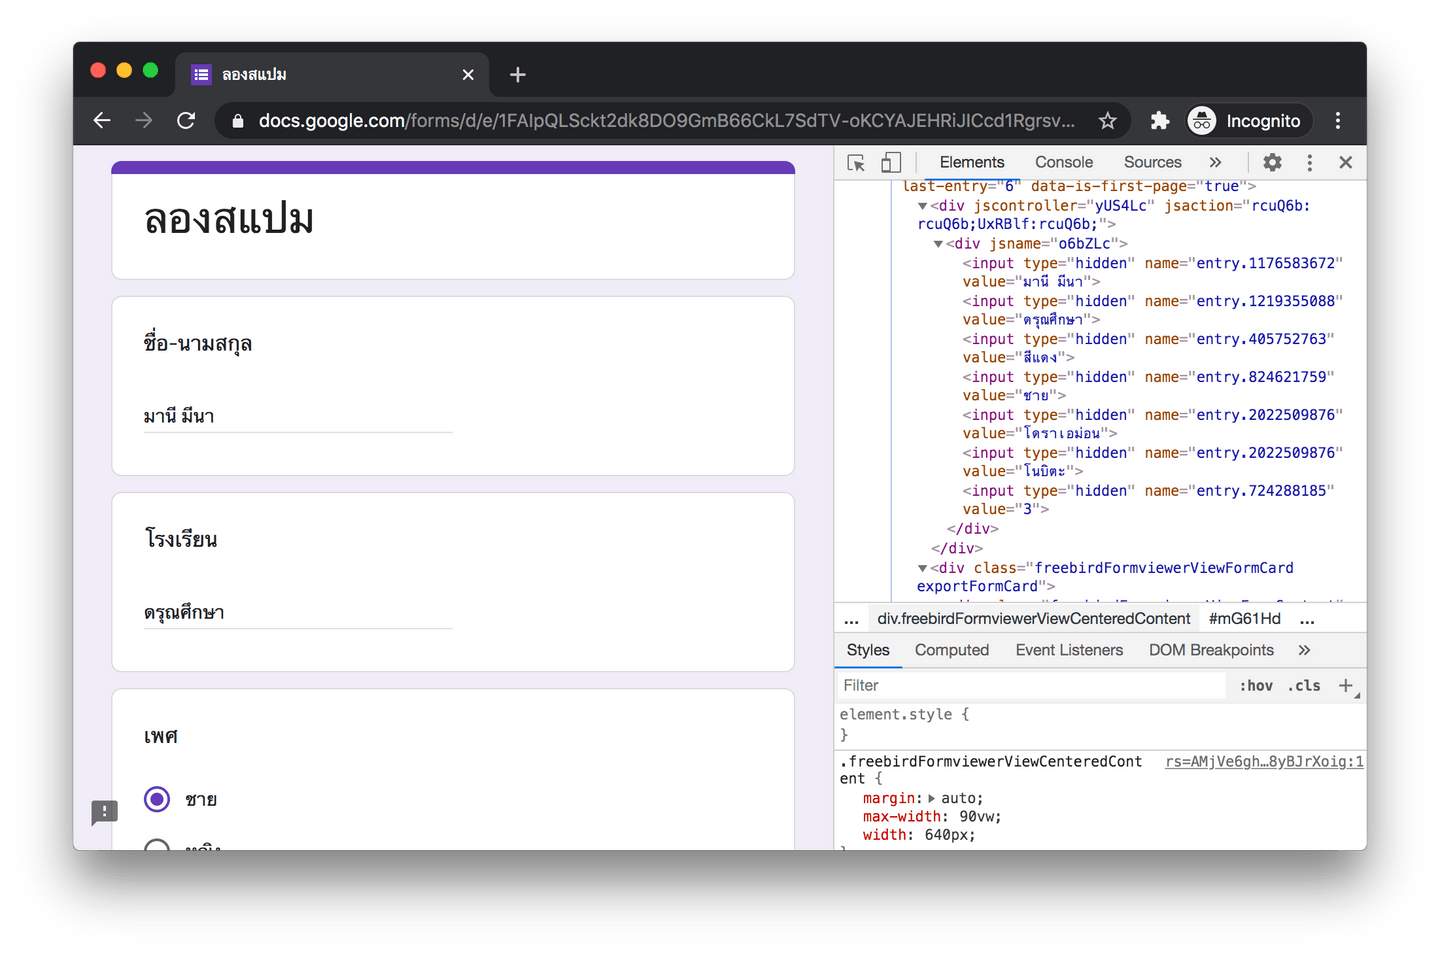 ลองสแปม
docs.google.com/forms/d/e/1FAIpQLSckt2dk8DO9GmB66CkL7SdTV-oKCYAJEHRiJICcd1Rgrsv...
Incognito
ลองสแปม
ชื่อ-นามสกุล
มานี มีนา
โรงเรียน
ดรุณศึกษา
เพศ
ชาย
หญิง
Elements Console Sources »
last-entry="6" data-is-first-page="true">
<div jscontroller="yUS4Lc" jsaction="rcuQ6b:
rcuQ6b;UxRBlf:rcuQ6b;">
<div jsname="o6bZLc">
<input type="hidden" name="entry.1176583672"
value="มานี มีนา">
<input type="hidden" name="entry.1219355088"
value="ดรุณศึกษา">
<input type="hidden" name="entry.405752763"
value="สีแดง">
<input type="hidden" name="entry.824621759"
value="ชาย">
<input type="hidden" name="entry.2022509876"
value="โดราเอม่อน">
<input type="hidden" name="entry.2022509876"
value="โนบิตะ">
<input type="hidden" name="entry.724288185"
value="3">
</div>
</div>
<div class="freebirdFormviewerViewFormCard
exportFormCard">
... div.freebirdFormviewerViewCenteredContent #mG61Hd ...
Styles Computed Event Listeners DOM Breakpoints »
Filter :hov .cls +
element.style {
}
.freebirdFormviewerViewCenteredCont rs=AMjVe6gh…8yBJrXoig:1
ent {
margin: auto;
max-width: 90vw;
width: 640px;
}